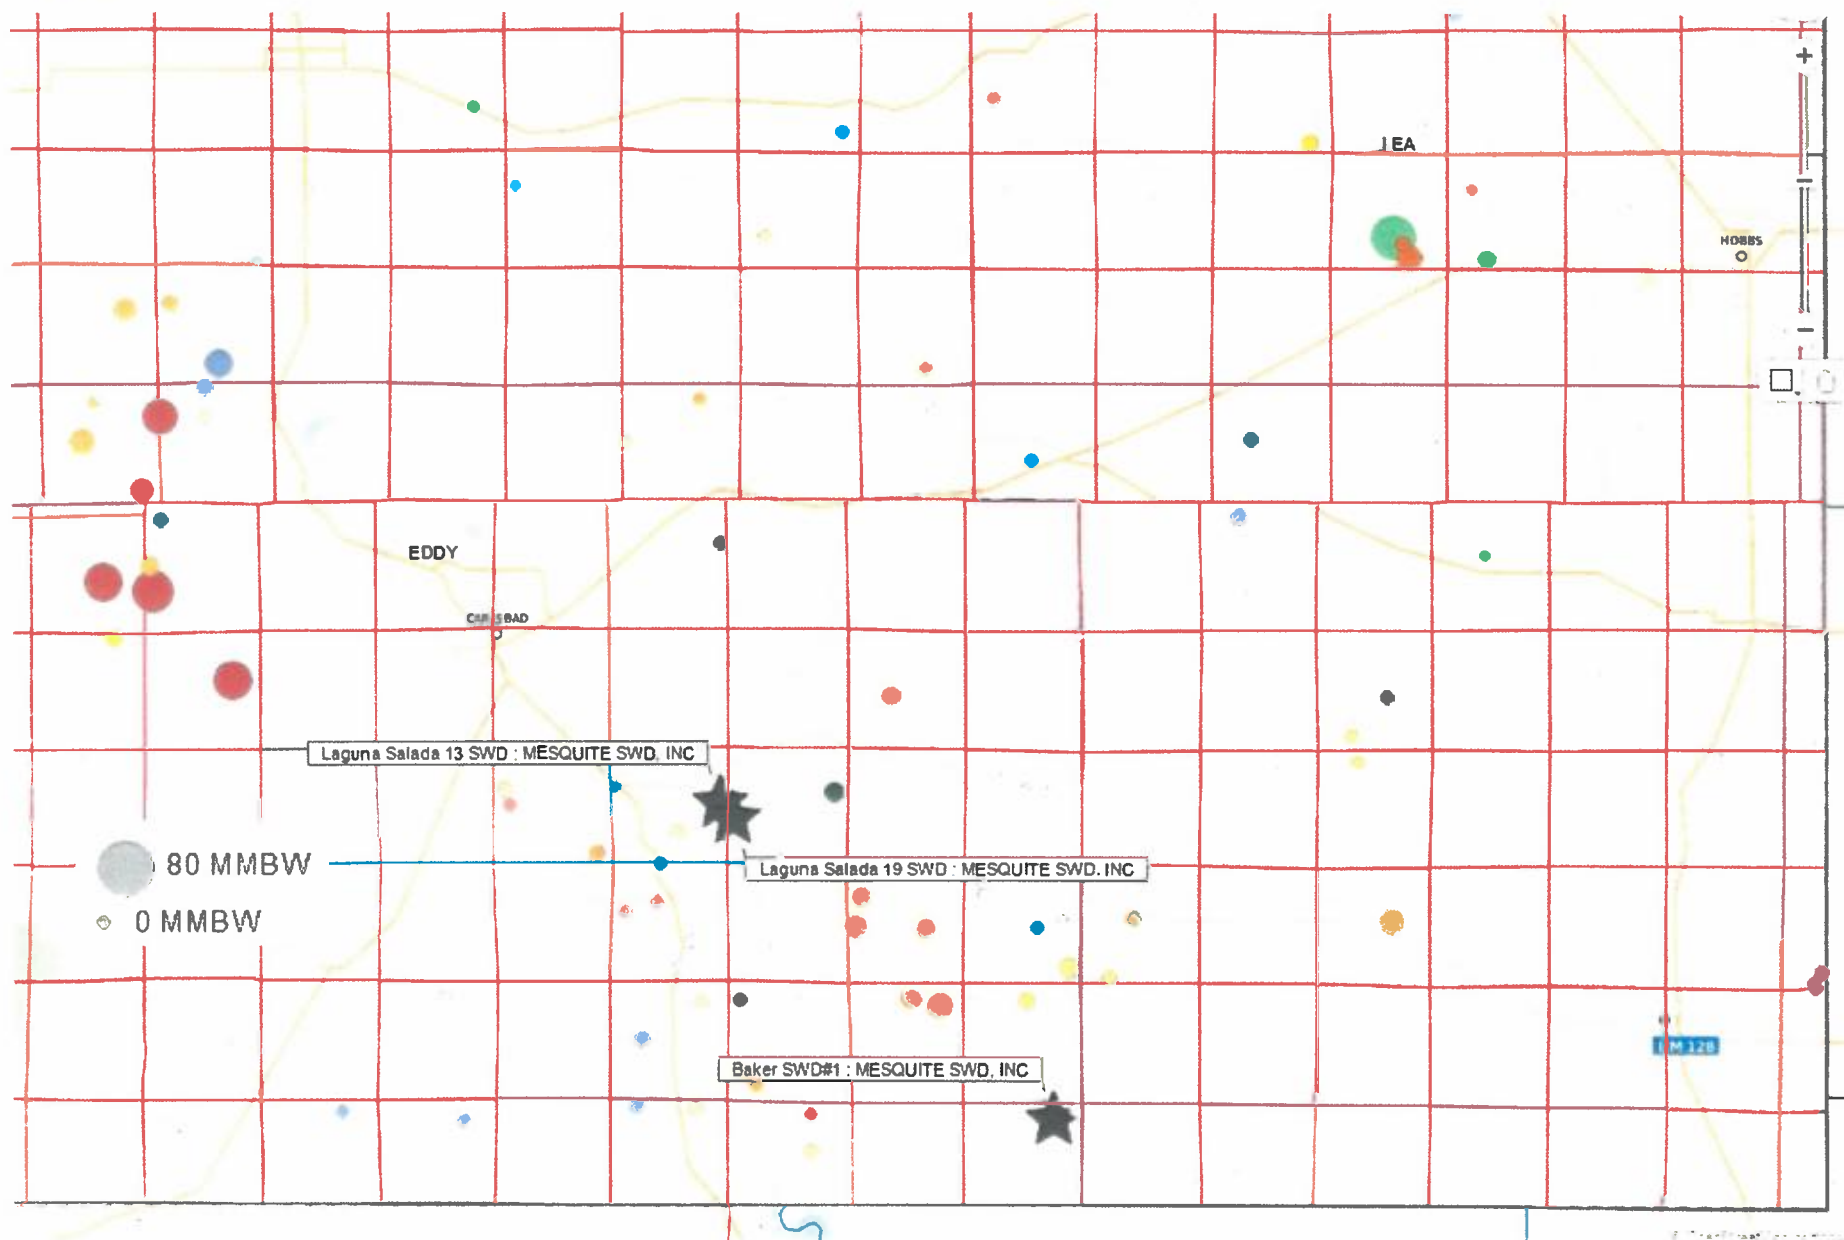 LEA
HOBBS
EDDY
CARLSBAD
Laguna Salada 13 SWD : MESQUITE SWD, INC
80 MMBW
Laguna Salada 19 SWD : MESQUITE SWD. INC
0 MMBW
Baker SWD#1 : MESQUITE SWD, INC